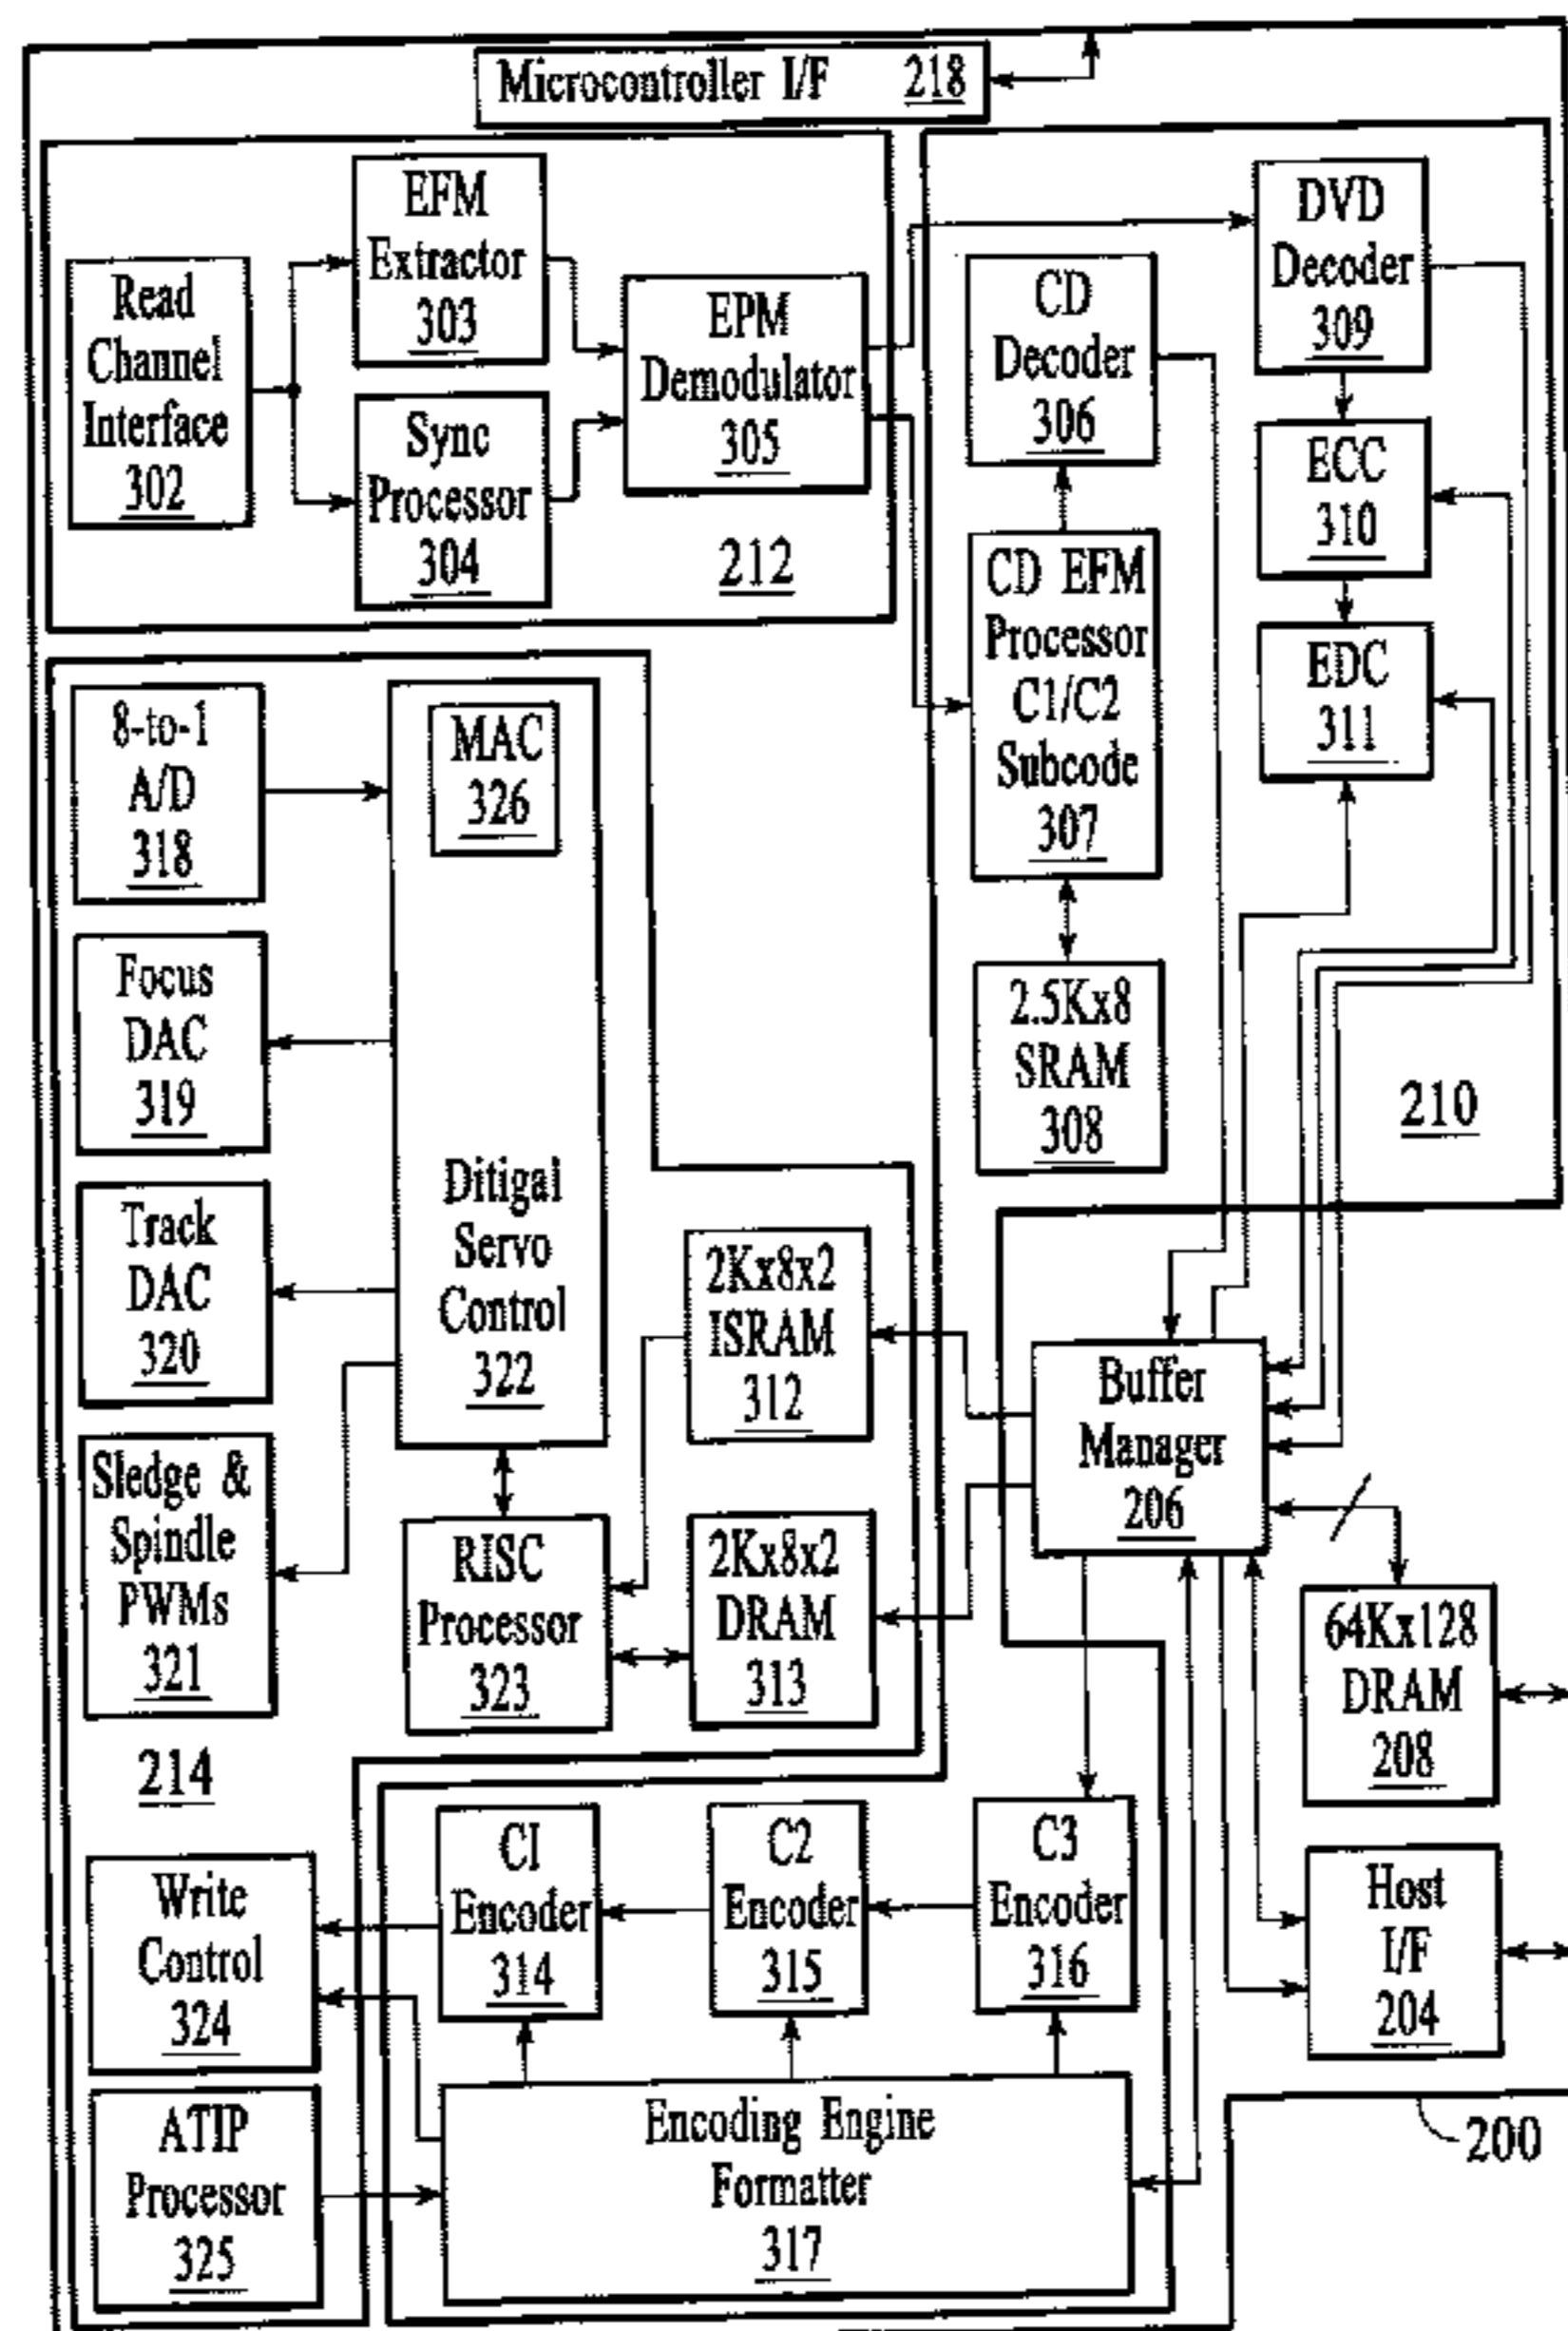 Microcontroller I/F 218
EFM
Extractor
303
Read
Channel
Interface
302
Sync
Processor
304
EPM
Demodulator
305
212
DVD
Decoder
309
CD
Decoder
306
ECC
310
CD EFM
Processor
C1/C2
Subcode
307
EDC
311
2.5Kx8
SRAM
308
210
8-to-1
A/D
318
MAC
326
Focus
DAC
319
Track
DAC
320
Ditigal
Servo
Control
322
Sledge &
Spindle
PWMs
321
RISC
Processor
323
2Kx8x2
ISRAM
312
2Kx8x2
DRAM
313
214
Buffer
Manager
206
64Kx128
DRAM
208
Host
I/F
204
Write
Control
324
CI
Encoder
314
C2
Encoder
315
C3
Encoder
316
ATIP
Processor
325
Encoding Engine
Formatter
317
200